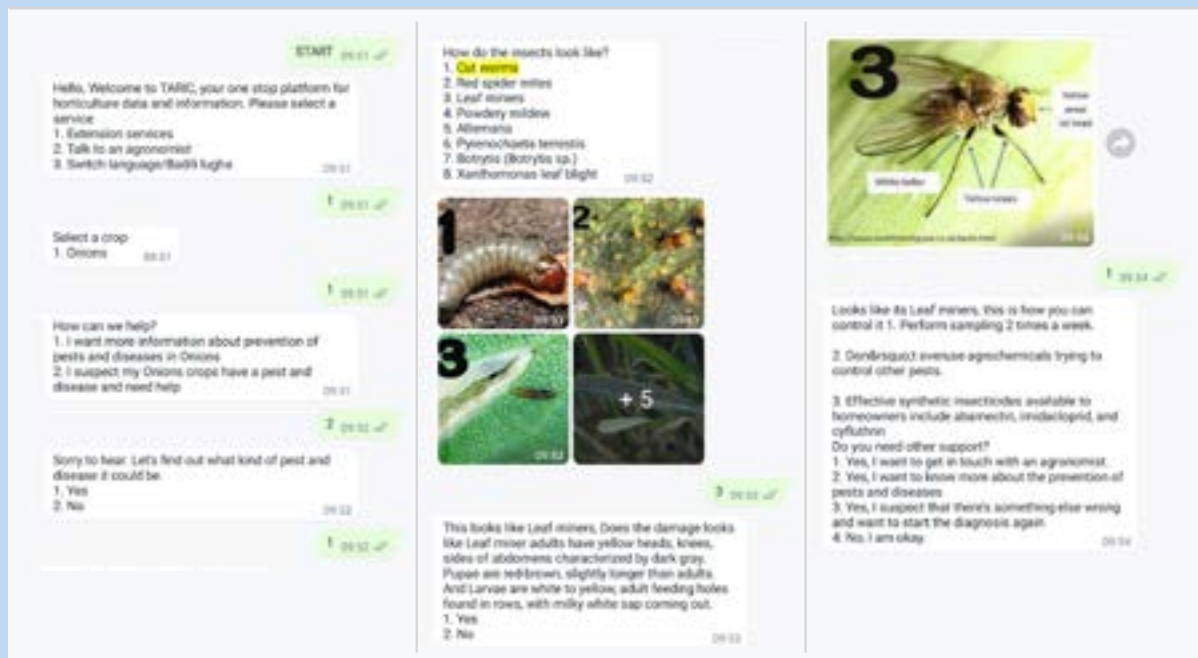 START 09:51
Hello, Welcome to TARIC, your one stop platform for
horticulture data and information. Please select a
service
1. Extension services
2. Talk to an agronomist
3. Switch language/Badili lugha
09:51
1 09:51
Select a crop
1. Onions 09:51
1 09:51
How can we help?
1. I want more information about prevention of
pests and diseases in Onions
2. I suspect my Onions crops have a pest and
disease and need help 09:51
2 09:52
Sorry to hear. Let's find out what kind of pest and
disease it could be.
1. Yes
2. No 09:52
1 09:52
How do the insects look like?
1. Cut worms
2. Red spider mites
3. Leaf miners
4. Powdery mildew
5. Alternaria
6. Pyrenochaeta terrestis
7. Botrytis (Botrytis sp.)
8. Xanthomonas leaf blight 09:52
1
2
3
+ 5
3 09:53
This looks like Leaf miners, Does the damage looks
like Leaf miner adults have yellow heads, knees,
sides of abdomens characterized by dark gray.
Pupae are red-brown, slightly longer than adults.
And Larvae are white to yellow, adult feeding holes
found in rows, with milky white sap coming out.
1. Yes
2. No 09:53
3
Yellow
on head
White halter
Yellow knees
1 09:54
Looks like its Leaf miners, this is how you can
control it 1. Perform sampling 2 times a week.
2. Don&rsquo;t overuse agrochemicals trying to
control other pests.
3. Effective synthetic insecticides available to
homeowners include abamectin, imidacloprid, and
cyfluthrin
Do you need other support?
1. Yes, I want to get in touch with an agronomist.
2. Yes, I want to know more about the prevention of
pests and diseases
3. Yes, I suspect that there's something else wrong
and want to start the diagnosis again
4. No, I am okay. 09:54